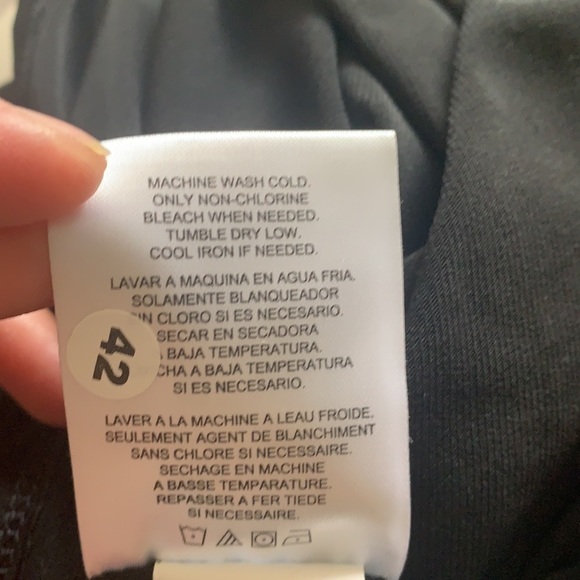 MACHINE WASH COLD.
ONLY NON-CHLORINE
BLEACH WHEN NEEDED.
TUMBLE DRY LOW.
COOL IRON IF NEEDED.
LAVAR A MAQUINA EN AGUA FRIA.
SOLAMENTE BLANQUEADOR
IN CLORO SI ES NECESARIO.
SECAR EN SECADORA
BAJA TEMPERATURA.
CHA A BAJA TEMPERATURA
SI ES NECESARIO.
42
LAVER A LA MACHINE A LEAU FROIDE.
SEULEMENT AGENT DE BLANCHIMENT
SANS CHLORE SI NECESSAIRE.
SECHAGE EN MACHINE
A BASSE TEMPARATURE.
REPASSER A FER TIEDE
SI NECESSAIRE.